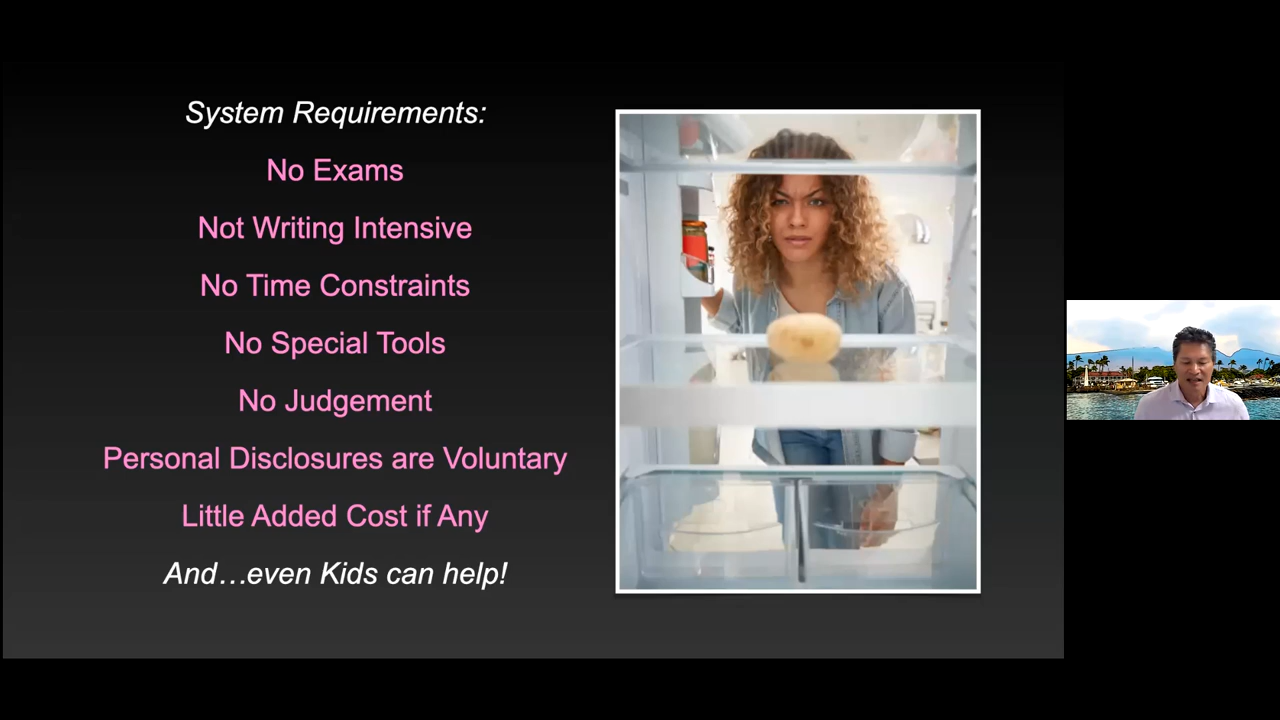 System Requirements:
No Exams
Not Writing Intensive
No Time Constraints
No Special Tools
No Judgement
Personal Disclosures are Voluntary
Little Added Cost if Any
And…even Kids can help!